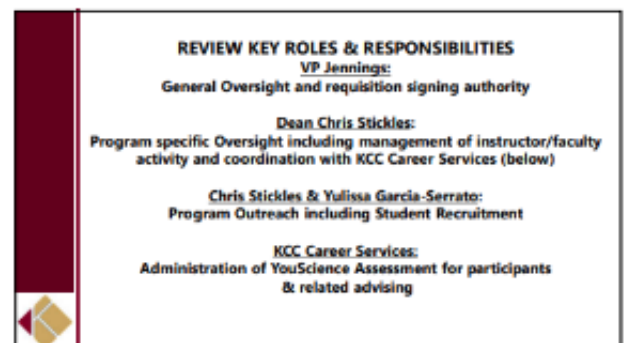 REVIEW KEY ROLES & RESPONSIBILITIES
VP Jennings:
General Oversight and requisition signing authority
Dean Chris Stickles:
Program specific Oversight including management of instructor/faculty
activity and coordination with KCC Career Services (below)
Chris Stickles & Yulissa Garcia-Serrato:
Program Outreach including Student Recruitment
KCC Career Services:
Administration of YouScience Assessment for participants
& related advising